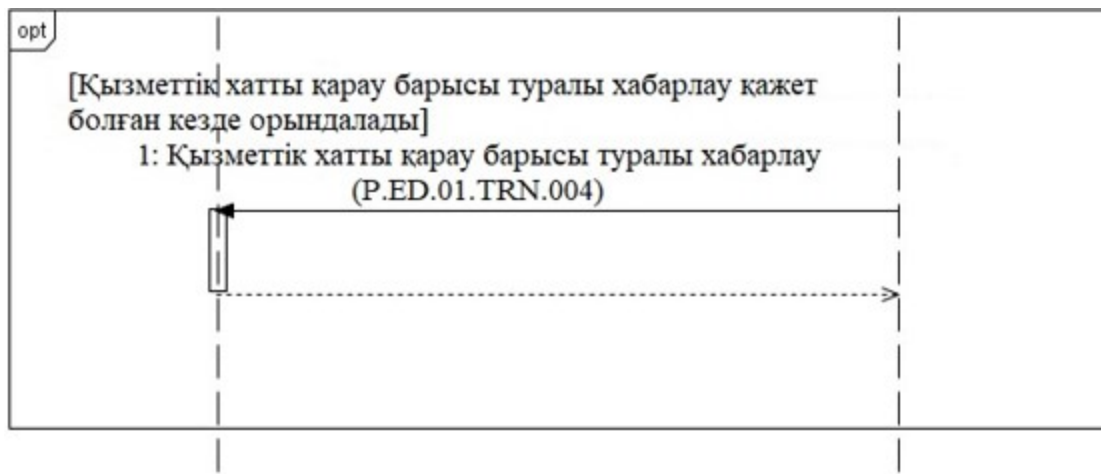 opt
[Қызметтік хатты қарау барысы туралы хабарлау қажет
болған кезде орындалады]
1: Қызметтік хатты қарау барысы туралы хабарлау
(P.ED.01.TRN.004)